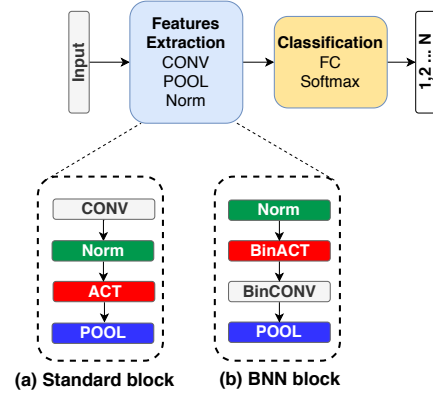 Input
Features
Extraction
CONV
POOL
Norm
Classification
FC
Softmax
1,2 ... N
CONV
Norm
ACT
POOL
(a) Standard block
Norm
BinACT
BinCONV
POOL
(b) BNN block